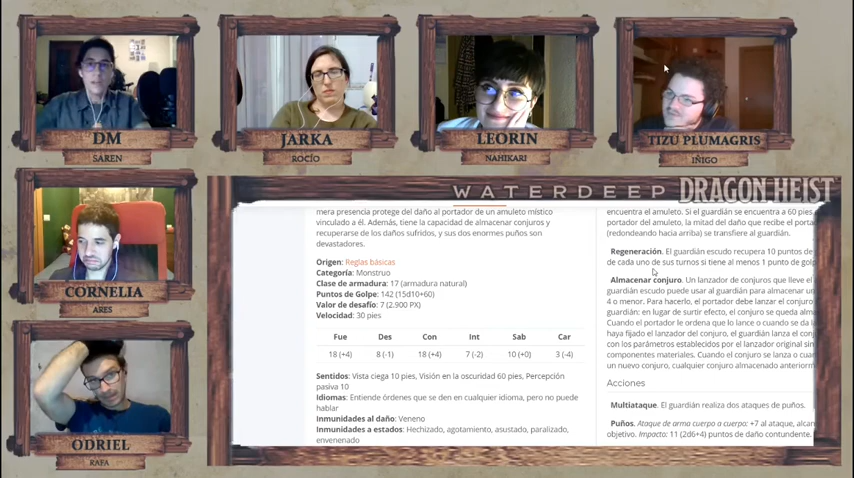 DM
SAREN
JARKA
ROCÍO
LEORIN
NAHIKARI
TIZU PLUMAGRIS
IÑIGO
CORNELIA
ARES
ODRIEL
RAFA
WATERDEEP DRAGON HEIST
mera presencia protege del daño al portador de un amuleto místico
vinculado a él. Además, tiene la capacidad de almacenar conjuros y
recuperarse de los daños sufridos, y sus dos enormes puños son
devastadores.
Origen: Reglas básicas
Categoría: Monstruo
Clase de armadura: 17 (armadura natural)
Puntos de Golpe: 142 (15d10+60)
Valor de desafío: 7 (2.900 PX)
Velocidad: 30 pies
Fue Des Con Int Sab Car
18 (+4) 8 (-1) 18 (+4) 7 (-2) 10 (+0) 3 (-4)
Sentidos: Vista ciega 10 pies, Visión en la oscuridad 60 pies, Percepción
pasiva 10
Idiomas: Entiende órdenes que se den en cualquier idioma, pero no puede
hablar
Inmunidades al daño: Veneno
Inmunidades a estados: Hechizado, agotamiento, asustado, paralizado,
envenenado
encuentra el amuleto. Si el guardián se encuentra a 60 pies
portador del amuleto, la mitad del daño que recibe el porta
(redondeando hacia arriba) se transfiere al guardián.
Regeneración. El guardián escudo recupera 10 puntos de
de cada uno de sus turnos si tiene al menos 1 punto de golp
Almacenar conjuro. Un lanzador de conjuros que lleve el
guardián escudo puede usar al guardián para almacenar un
4 o menor. Para hacerlo, el portador debe lanzar el conjuro
guardián: en lugar de surtir efecto, el conjuro se queda alma
Cuando el portador le ordena que lo lance o cuando se da l
haya fijado el lanzador del conjuro, el guardián lanza el conj
con los parámetros establecidos por el lanzador original sin
componentes materiales. Cuando el conjuro se lanza o cuan
un nuevo conjuro, cualquier conjuro almacenado anteriorm
Acciones
Multiataque. El guardián realiza dos ataques de puños.
Puños. Ataque de arma cuerpo a cuerpo: +7 al ataque, alcan
objetivo. Impacto: 11 (2d6+4) puntos de daño contundente.